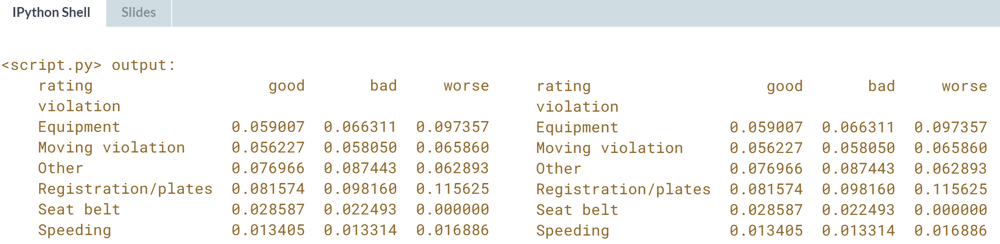 IPython Shell Slides
<script.py> output:
rating good bad worse rating good bad worse
violation violation
Equipment 0.059007 0.066311 0.097357 Equipment 0.059007 0.066311 0.097357
Moving violation 0.056227 0.058050 0.065860 Moving violation 0.056227 0.058050 0.065860
Other 0.076966 0.087443 0.062893 Other 0.076966 0.087443 0.062893
Registration/plates 0.081574 0.098160 0.115625 Registration/plates 0.081574 0.098160 0.115625
Seat belt 0.028587 0.022493 0.000000 Seat belt 0.028587 0.022493 0.000000
Speeding 0.013405 0.013314 0.016886 Speeding 0.013405 0.013314 0.016886